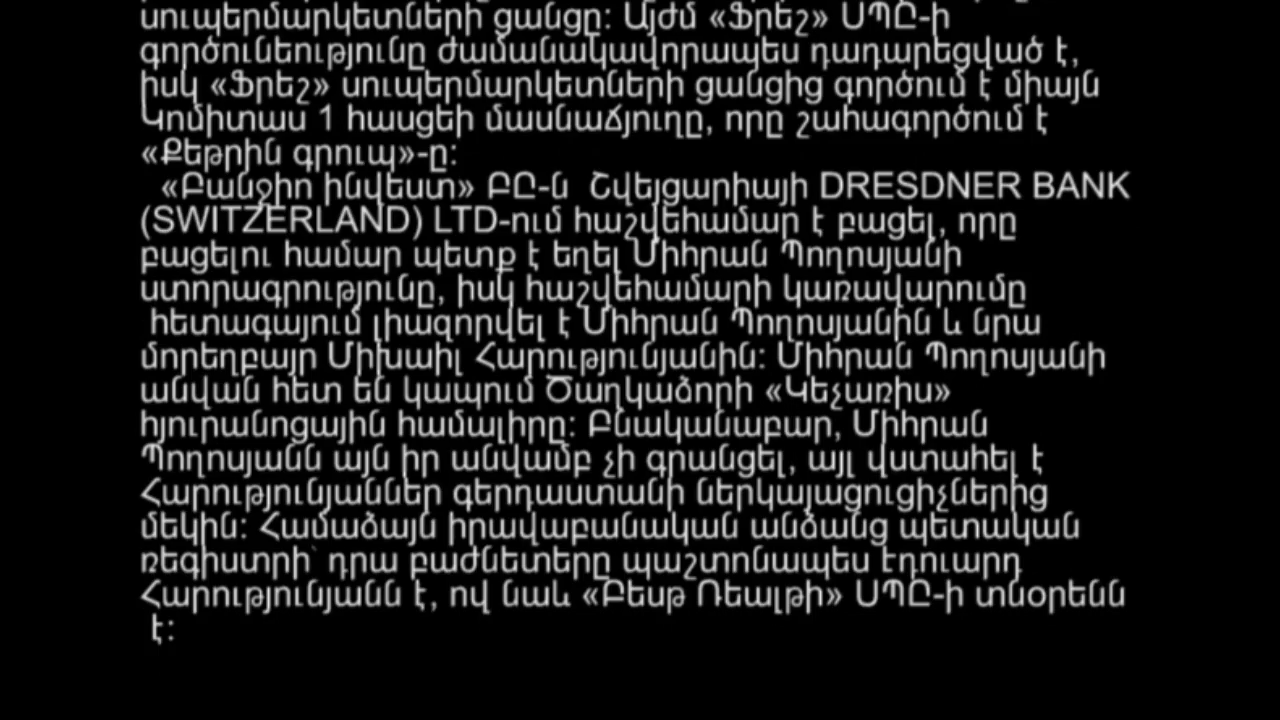 սուպերմարկետների ցանցը: Այժմ «Ֆրեշ» ՍՊԸ-ի
գործունեությունը ժամանակավորապես դադարեցված է,
իսկ «Ֆրեշ» սուպերմարկետների ցանցից գործում է միայն
Կոմիտաս 1 հասցեի մասնաճյուղը, որը շահագործում է
«Քեթրին գրուպ»-ը:
«Բանջիո ինվեստ» ԲԸ-ն Շվեյցարիայի DRESDNER BANK
(SWITZERLAND) LTD-ում հաշվեհամար է բացել, որը
բացելու համար պետք է եղել Միհրան Պողոսյանի
ստորագրությունը, իսկ հաշվեհամարի կառավարումը
հետագայում լիազորվել է Միհրան Պողոսյանին և նրա
մորեղբայր Միխաիլ Հարությունյանին: Միհրան Պողոսյանի
անվան հետ են կապում Ծաղկաձորի «Կեչառիս»
հյուրանոցային համալիրը: Բնականաբար, Միհրան
Պողոսյանն այն իր անվամբ չի գրանցել, այլ վստահել է
Հարությունյաններ գերդաստանի ներկայացուցիչներից
մեկին: Համաձայն իրավաբանական անձանց պետական
ռեգիստրի՝ դրա բաժնետերը պաշտոնապես էդուարդ
Հարությունյանն է, ով նաև «Բեսթ Ռեալթի» ՍՊԸ-ի տնօրենն
է: